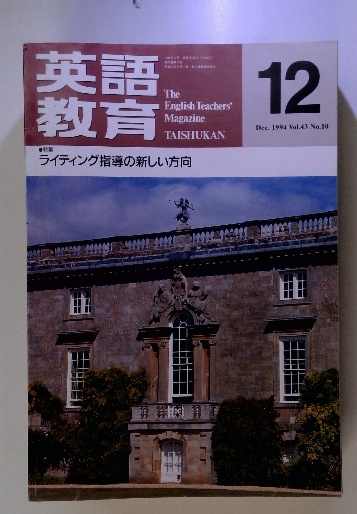 英語
教育
The
English Teachers'
Magazine
TAISHUKAN
12
Dec. 1994 Vol.43 No.10
●特集
ライティング指導の新しい方向